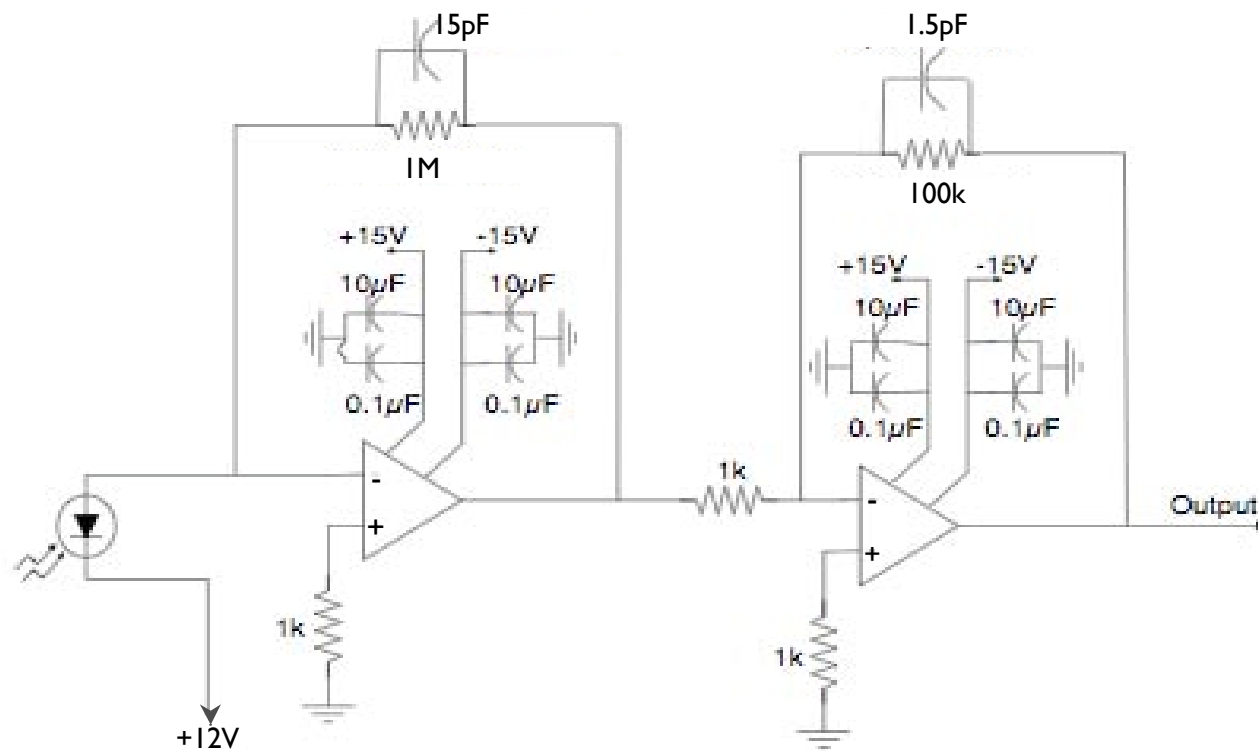 15pF
1.5pF
1M
100k
+15V
-15V
10µF
10µF
0.1µF
0.1µF
+15V
-15V
10µF
10µF
0.1µF
0.1µF
-
+
1k
1k
-
+
1k
Output
+12V